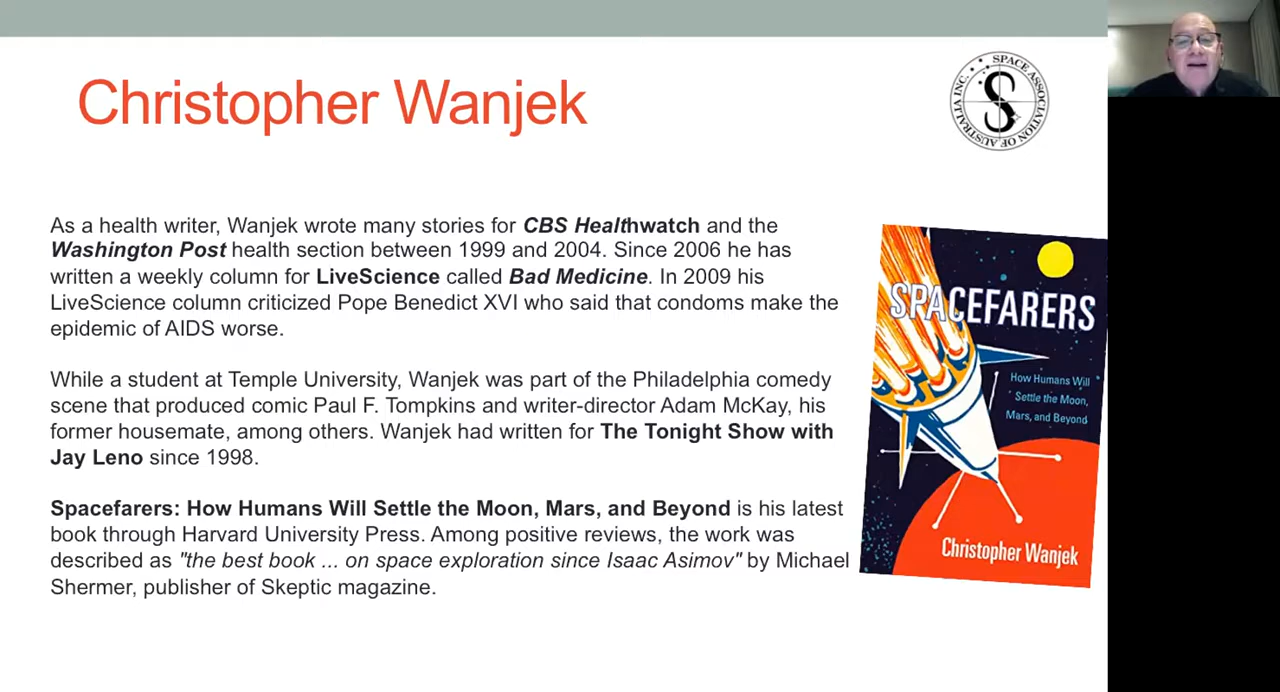 Christopher Wanjek
SPACE ASSOCIATION OF AUSTRALIA INC.
S
As a health writer, Wanjek wrote many stories for CBS Healthwatch and the
Washington Post health section between 1999 and 2004. Since 2006 he has
written a weekly column for LiveScience called Bad Medicine. In 2009 his
LiveScience column criticized Pope Benedict XVI who said that condoms make the
epidemic of AIDS worse.
While a student at Temple University, Wanjek was part of the Philadelphia comedy
scene that produced comic Paul F. Tompkins and writer-director Adam McKay, his
former housemate, among others. Wanjek had written for The Tonight Show with
Jay Leno since 1998.
Spacefarers: How Humans Will Settle the Moon, Mars, and Beyond is his latest
book through Harvard University Press. Among positive reviews, the work was
described as "the best book ... on space exploration since Isaac Asimov" by Michael
Shermer, publisher of Skeptic magazine.
SPACEFARERS
How Humans Will
Settle the Moon,
Mars, and Beyond
Christopher Wanjek